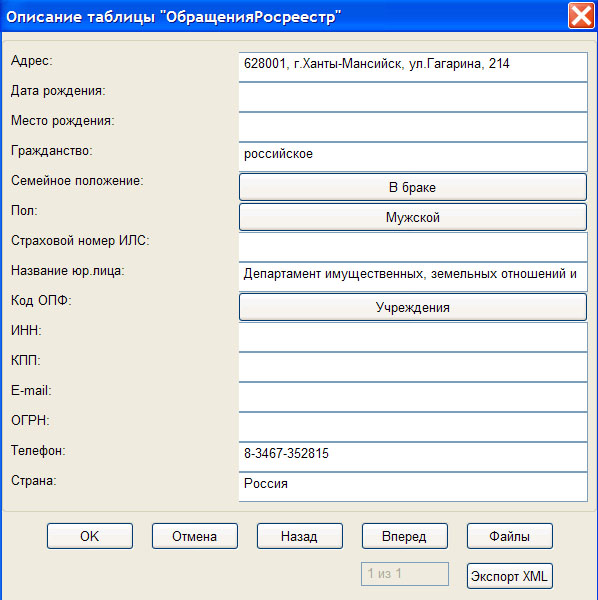 Описание таблицы "ОбращенияРосреестр"
Адрес: 628001, г.Ханты-Мансийск, ул.Гагарина, 214
Дата рождения:
Место рождения:
Гражданство: российское
Семейное положение: В браке
Пол: Мужской
Страховой номер ИЛС:
Название юр.лица: Департамент имущественных, земельных отношений и
Код ОПФ: Учреждения
ИНН:
КПП:
E-mail:
ОГРН:
Телефон: 8-3467-352815
Страна: Россия
OK Отмена Назад Вперед Файлы
1 из 1 Экспорт XML